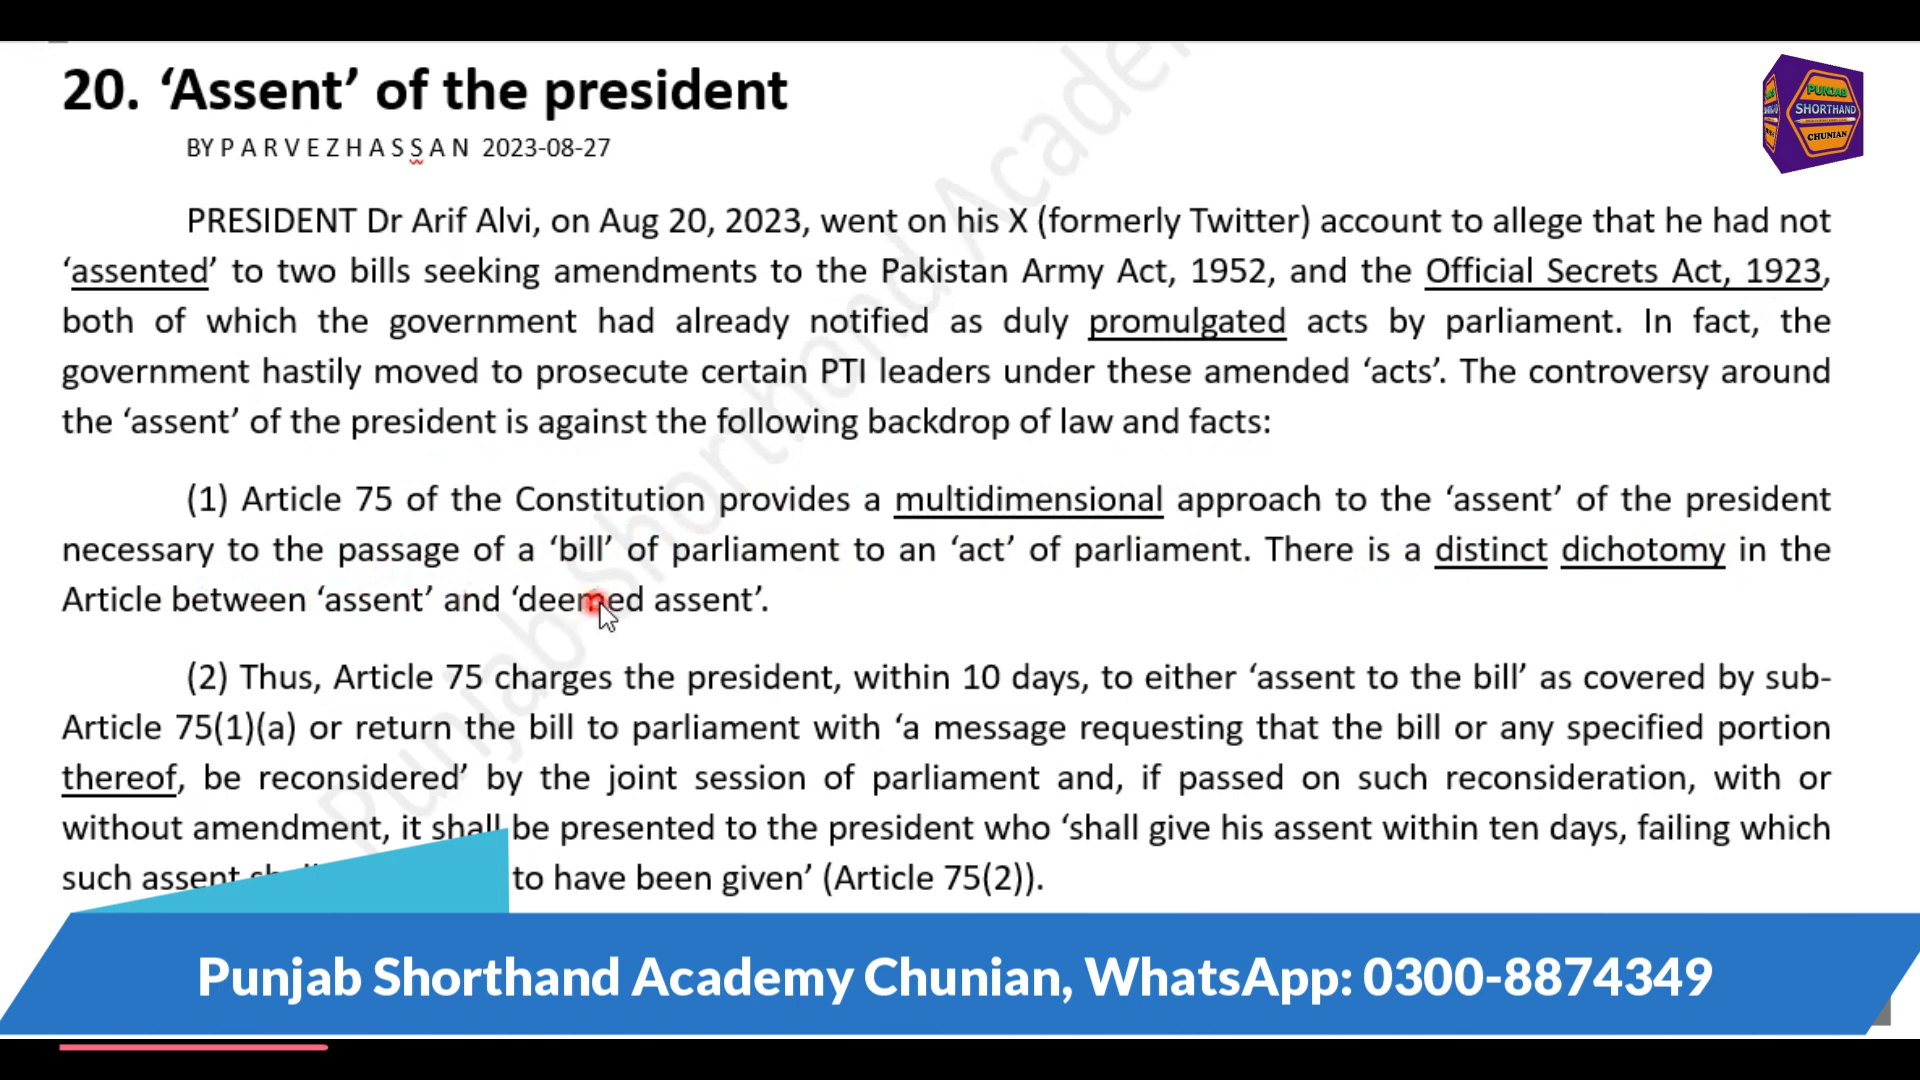 20. ‘Assent’ of the president
BY P A R V E Z H A S S A N 2023-08-27
PUNJAB
SHORTHAND
CHUNIAN
PRESIDENT Dr Arif Alvi, on Aug 20, 2023, went on his X (formerly Twitter) account to allege that he had not
‘assented’ to two bills seeking amendments to the Pakistan Army Act, 1952, and the Official Secrets Act, 1923,
both of which the government had already notified as duly promulgated acts by parliament. In fact, the
government hastily moved to prosecute certain PTI leaders under these amended ‘acts’. The controversy around
the ‘assent’ of the president is against the following backdrop of law and facts:
(1) Article 75 of the Constitution provides a multidimensional approach to the ‘assent’ of the president
necessary to the passage of a ‘bill’ of parliament to an ‘act’ of parliament. There is a distinct dichotomy in the
Article between ‘assent’ and ‘deemed assent’.
(2) Thus, Article 75 charges the president, within 10 days, to either ‘assent to the bill’ as covered by sub-
Article 75(1)(a) or return the bill to parliament with ‘a message requesting that the bill or any specified portion
thereof, be reconsidered’ by the joint session of parliament and, if passed on such reconsideration, with or
without amendment, it shall be presented to the president who ‘shall give his assent within ten days, failing which
such assent to have been given’ (Article 75(2)).
Punjab Shorthand Academy
Punjab Shorthand Academy Chunian, WhatsApp: 0300-8874349